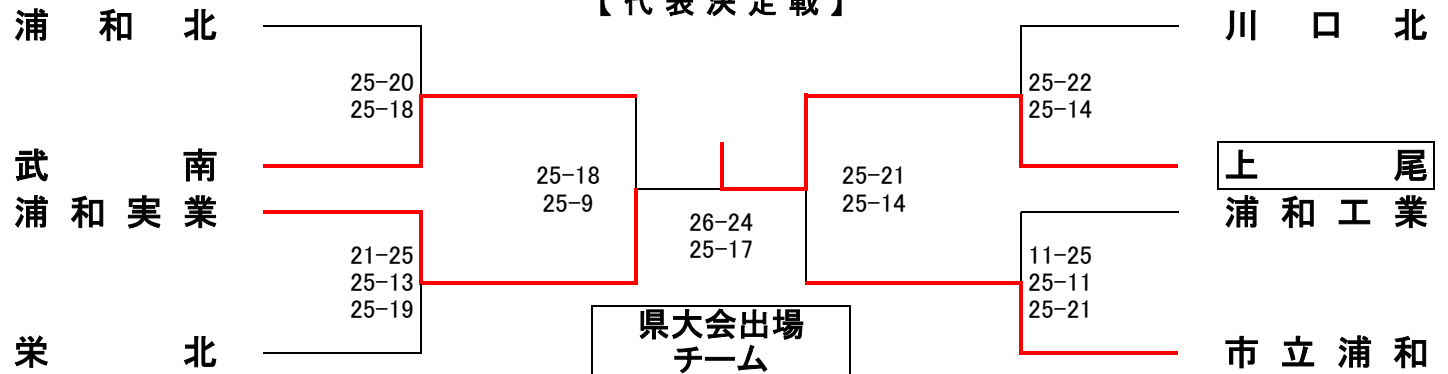 【代表決定戦】
浦和北
川口北
25-20
25-18
25-22
25-14
武南
上尾
25-18
25-9
25-21
25-14
浦和実業
浦和工業
26-24
25-17
21-25
25-13
25-19
11-25
25-11
25-21
県大会出場
チーム
栄北
市立浦和